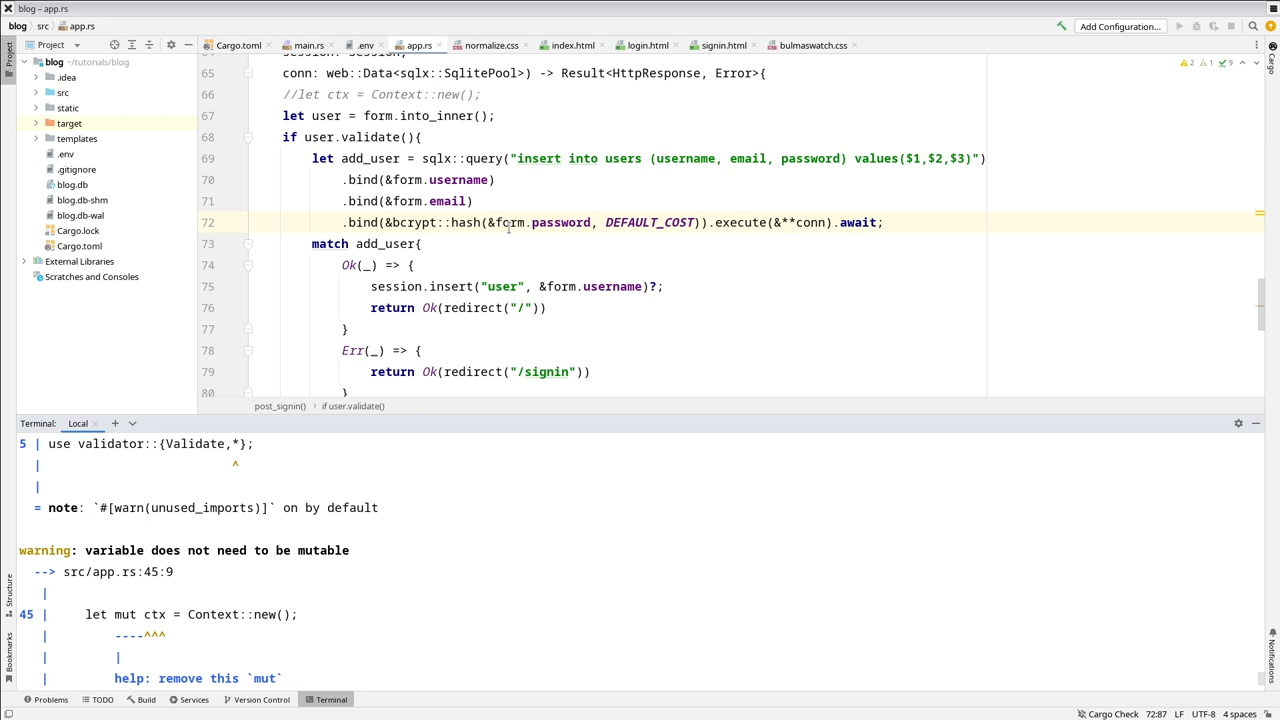 blog – app.rs
blog
src
app.rs
Add Configuration...
Project
Cargo.toml
main.rs
.env
app.rs
normalize.css
index.html
login.html
signin.html
bulmaswatch.css
Project
Cargo
blog ~/tutorials/blog
.idea
src
static
target
templates
.env
.gitignore
blog.db
blog.db-shm
blog.db-wal
Cargo.lock
Cargo.toml
External Libraries
Scratches and Consoles
2 1 9
65 conn: web::Data<sqlx::SqlitePool>) -> Result<HttpResponse, Error>{
66 //let ctx = Context::new();
67 let user = form.into_inner();
68 if user.validate(){
69 let add_user = sqlx::query("insert into users (username, email, password) values($1,$2,$3)")
70 .bind(&form.username)
71 .bind(&form.email)
72 .bind(&bcrypt::hash(&form.password, DEFAULT_COST)).execute(&**conn).await;
73 match add_user{
74 Ok(_) => {
75 session.insert("user", &form.username)?;
76 return Ok(redirect("/"))
77 }
78 Err(_) => {
79 return Ok(redirect("/signin"))
80 }
post_signin() › if user.validate()
Terminal: Local
5 | use validator::{Validate,*};
| ^
|
= note: `#[warn(unused_imports)]` on by default
warning: variable does not need to be mutable
--> src/app.rs:45:9
|
45 | let mut ctx = Context::new();
| ----^^^
| |
| help: remove this `mut`
Structure
Bookmarks
Notifications
Problems
TODO
Build
Services
Version Control
Terminal
Cargo Check 72:87 LF UTF-8 4 spaces